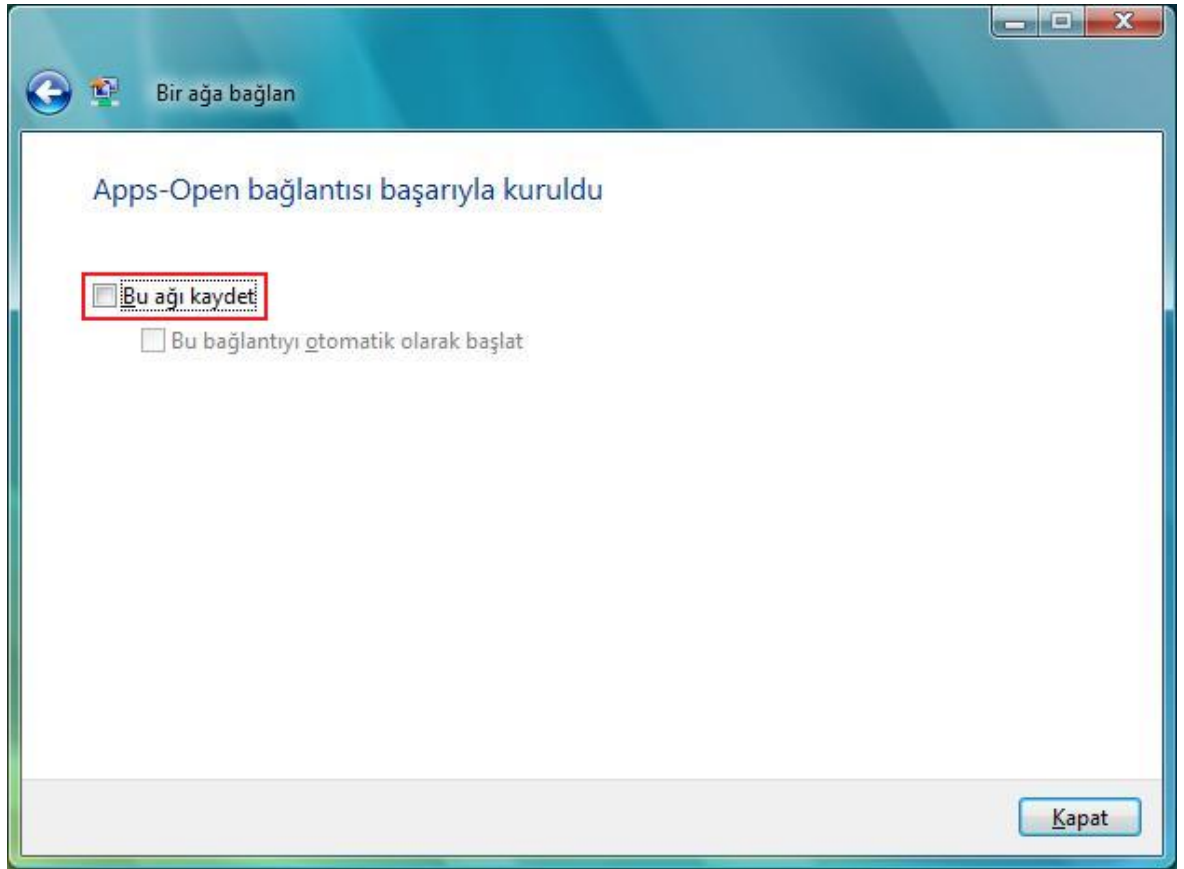 Bir ağa bağlan
Apps-Open bağlantısı başarıyla kuruldu
Bu ağı kaydet
Bu bağlantıyı otomatik olarak başlat
Kapat